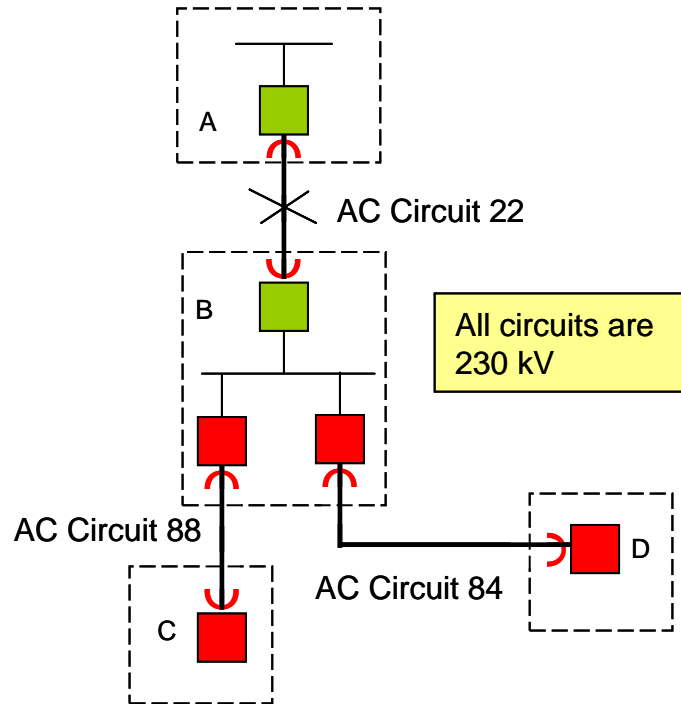 A
AC Circuit 22
B
All circuits are
230 kV
AC Circuit 88
D
AC Circuit 84
C